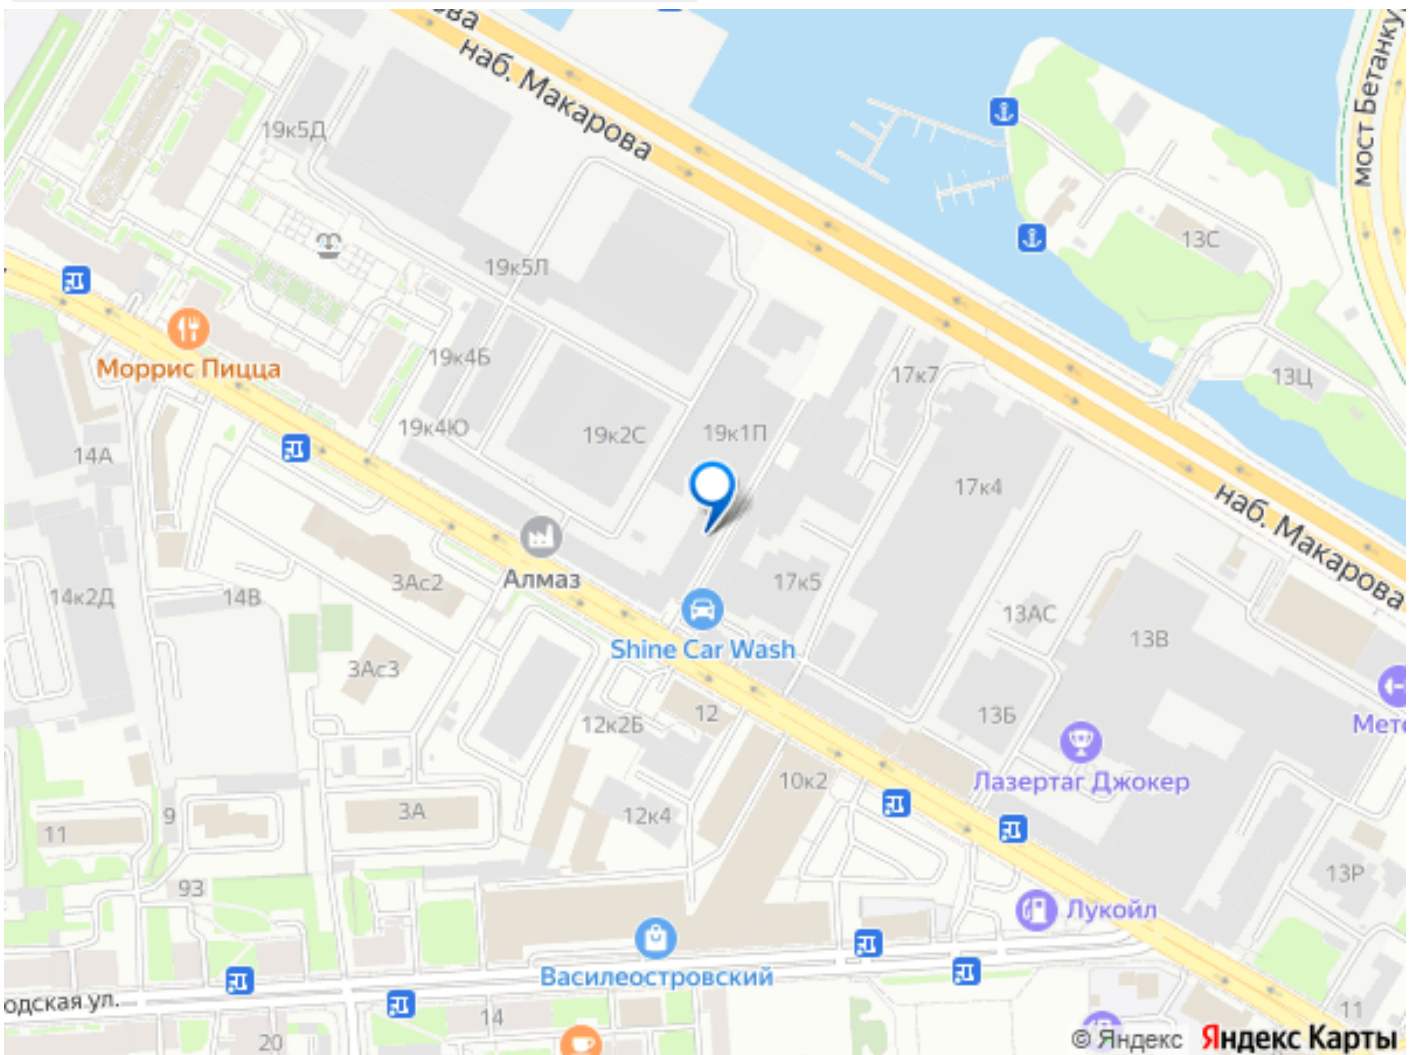 ова
наб. Макарова
мост Бетанку
19к5Д
13С
19к5Л
19к4Б
Моррис Пицца
17к7
13Ц
19к4Ю
19к2С
19к1П
14А
17к4
наб. Макарова
Алмаз
3Ас2
17к5
14к2Д
14В
13АС
13В
Shine Car Wash
3Ас3
12
13Б
12к2Б
Мето
Лазертаг Джокер
10к2
3А
12к4
9
11
13Р
93
Лукойл
Василеостровский
одская ул.
14
11
20
© Яндекс Яндекс Карты